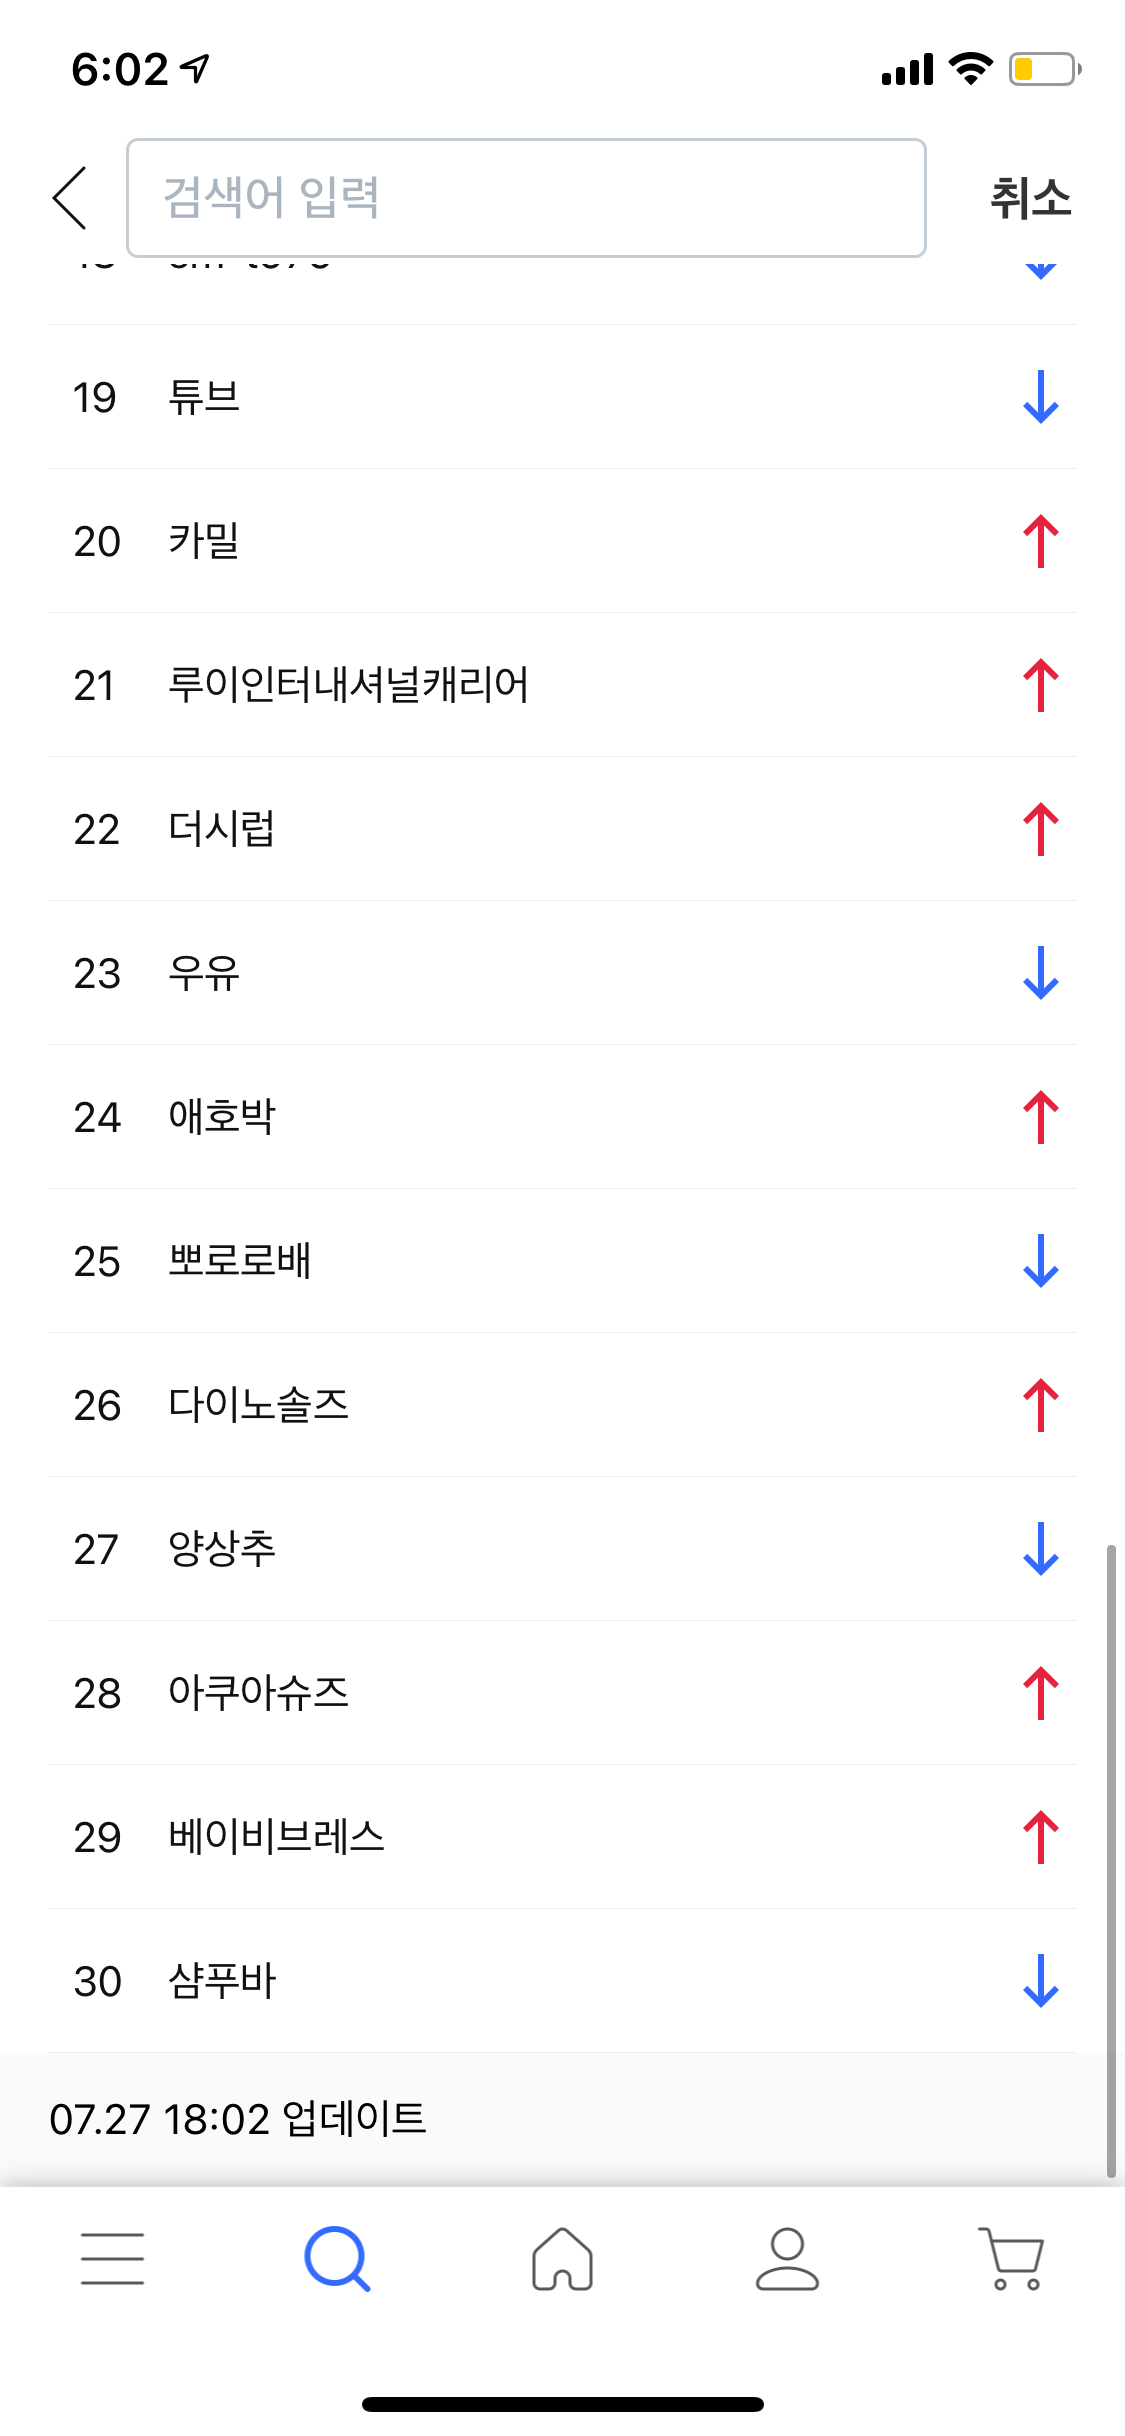 6:02
검색어 입력
취소
19 튜브
20 카밀
21 루이인터내셔널캐리어
22 더시럽
23 우유
24 애호박
25 뽀로로배
26 다이노솔즈
27 양상추
28 아쿠아슈즈
29 베이비브레스
30 샴푸바
07.27 18:02 업데이트